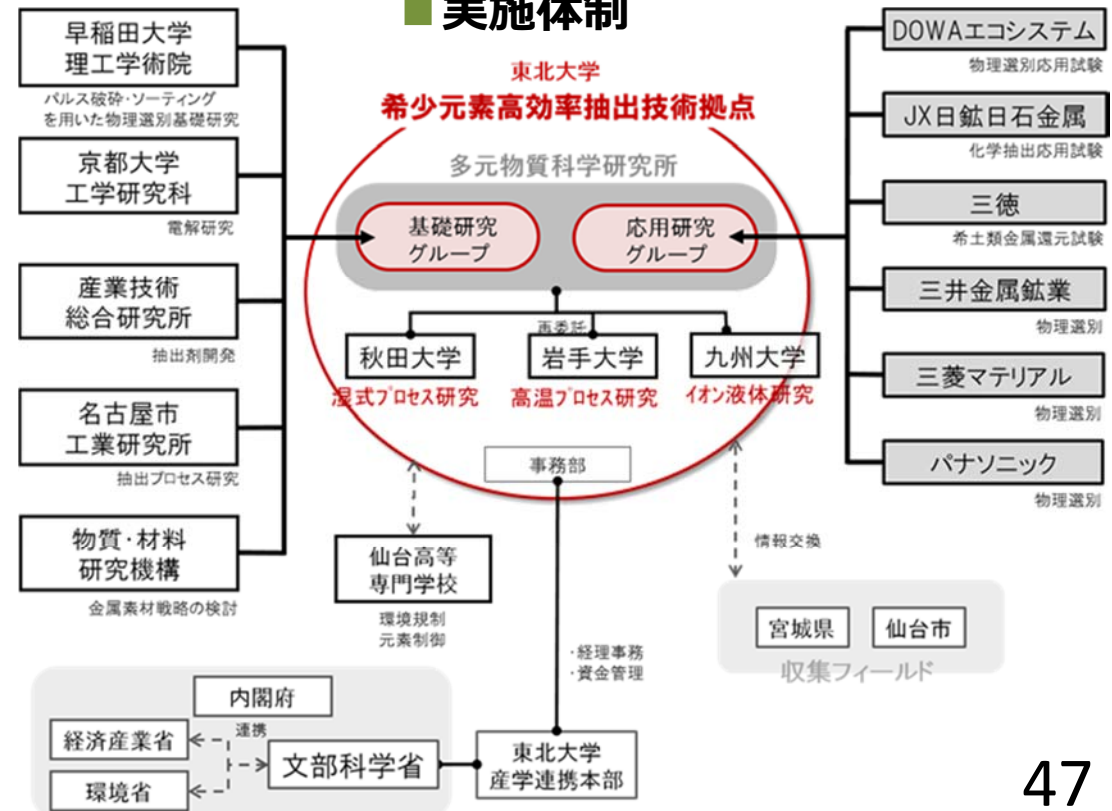 ■実施体制
早稲田大学
理工学術院
パルス破砕・ソーティング
を用いた物理選別基礎研究
京都大学
工学研究科
電解研究
産業技術
総合研究所
抽出剤開発
名古屋市
工業研究所
抽出プロセス研究
物質・材料
研究機構
金属素材戦略の検討
東北大学
希少元素高効率抽出技術拠点
多元物質科学研究所
基礎研究
グループ
応用研究
グループ
再委託
秋田大学
湿式プロセス研究
岩手大学
高温プロセス研究
九州大学
イオン液体研究
事務部
DOWAエコシステム
物理選別応用試験
JX日鉱日石金属
化学抽出応用試験
三徳
希土類金属還元試験
三井金属鉱業
物理選別
三菱マテリアル
物理選別
パナソニック
物理選別
仙台高等
専門学校
環境規制
元素制御
情報交換
宮城県
仙台市
収集フィールド
・経理事務
・資金管理
内閣府
連携
経済産業省
環境省
文部科学省
東北大学
産学連携本部
47